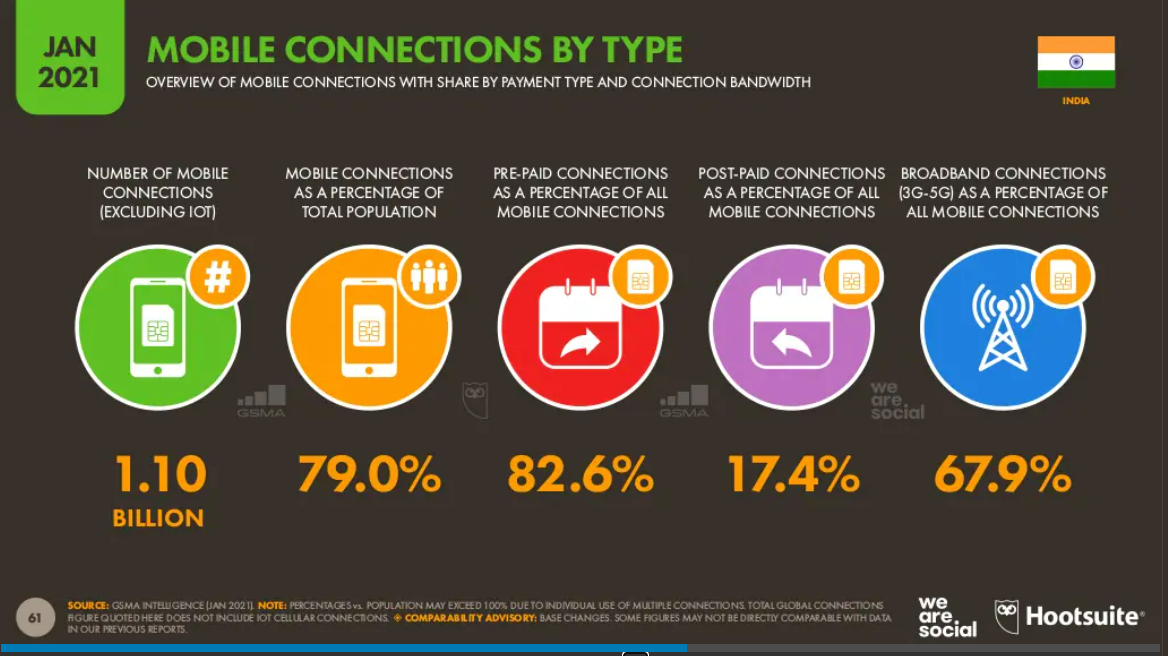 JAN
2021
MOBILE CONNECTIONS BY TYPE
OVERVIEW OF MOBILE CONNECTIONS WITH SHARE BY PAYMENT TYPE AND CONNECTION BANDWIDTH
INDIA
NUMBER OF MOBILE
CONNECTIONS
(EXCLUDING IOT)
MOBILE CONNECTIONS
AS A PERCENTAGE OF
TOTAL POPULATION
PRE-PAID CONNECTIONS
AS A PERCENTAGE OF ALL
MOBILE CONNECTIONS
POST-PAID CONNECTIONS
AS A PERCENTAGE OF ALL
MOBILE CONNECTIONS
BROADBAND CONNECTIONS
(3G-5G) AS A PERCENTAGE OF
ALL MOBILE CONNECTIONS
#
GSMA
GSMA
we
are
social
1.10
BILLION
79.0%
82.6%
17.4%
67.9%
61
SOURCE: GSMA INTELLIGENCE (JAN 2021). NOTE: PERCENTAGES vs. POPULATION MAY EXCEED 100% DUE TO INDIVIDUAL USE OF MULTIPLE CONNECTIONS. TOTAL GLOBAL CONNECTIONS
FIGURE QUOTED HERE DOES NOT INCLUDE IOT CELLULAR CONNECTIONS. ❖ COMPARABILITY ADVISORY: BASE CHANGES. SOME FIGURES MAY NOT BE DIRECTLY COMPARABLE WITH DATA
IN OUR PREVIOUS REPORTS.
we
are
social
Hootsuite®